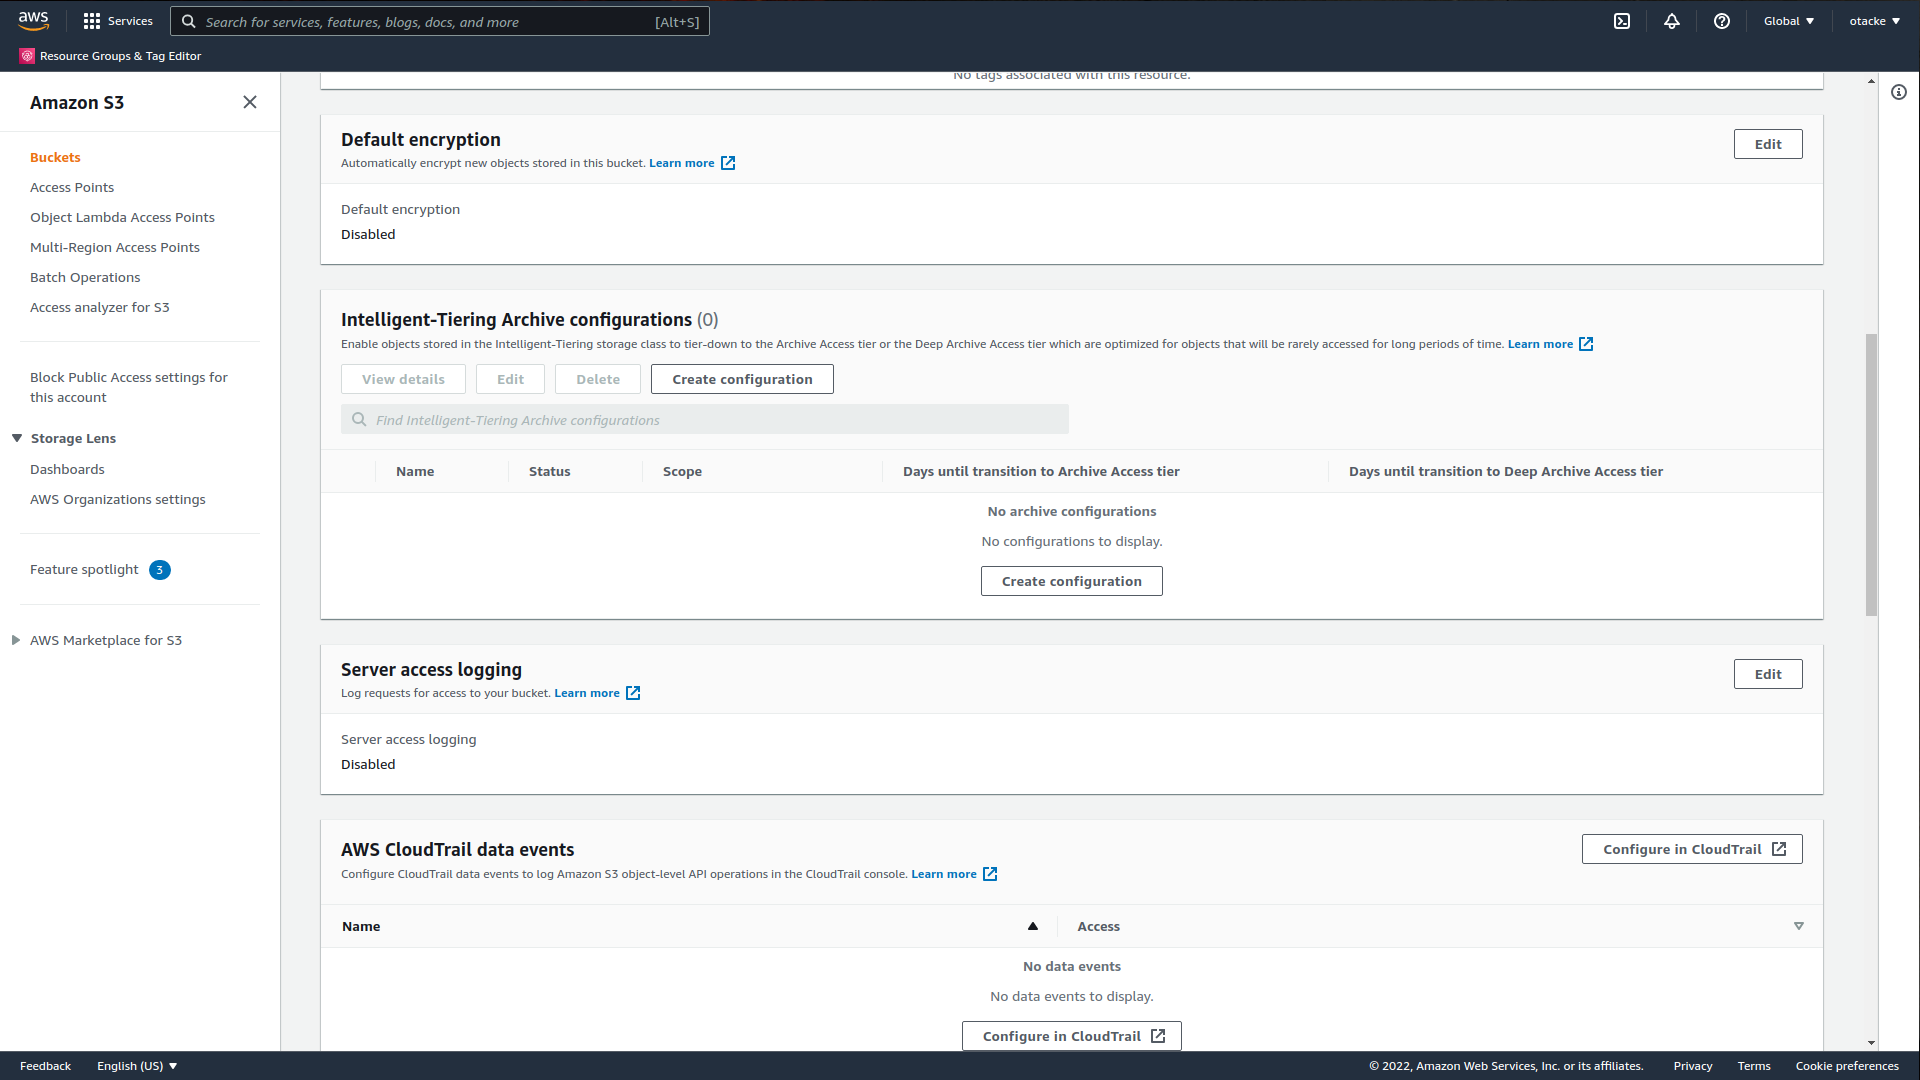 aws
Services
Search for services, features, blogs, docs, and more
[Alt+S]
Global
otacke
Resource Groups & Tag Editor
Amazon S3
Buckets
Access Points
Object Lambda Access Points
Multi-Region Access Points
Batch Operations
Access analyzer for S3
Block Public Access settings for
this account
Storage Lens
Dashboards
AWS Organizations settings
Feature spotlight 3
AWS Marketplace for S3
No tags associated with this resource.
Default encryption
Edit
Automatically encrypt new objects stored in this bucket. Learn more
Default encryption
Disabled
Intelligent-Tiering Archive configurations (0)
Enable objects stored in the Intelligent-Tiering storage class to tier-down to the Archive Access tier or the Deep Archive Access tier which are optimized for objects that will be rarely accessed for long periods of time. Learn more
View details
Edit
Delete
Create configuration
Find Intelligent-Tiering Archive configurations
Name
Status
Scope
Days until transition to Archive Access tier
Days until transition to Deep Archive Access tier
No archive configurations
No configurations to display.
Create configuration
Server access logging
Edit
Log requests for access to your bucket. Learn more
Server access logging
Disabled
AWS CloudTrail data events
Configure in CloudTrail
Configure CloudTrail data events to log Amazon S3 object-level API operations in the CloudTrail console. Learn more
Name
Access
No data events
No data events to display.
Configure in CloudTrail
Feedback
English (US)
© 2022, Amazon Web Services, Inc. or its affiliates.
Privacy
Terms
Cookie preferences